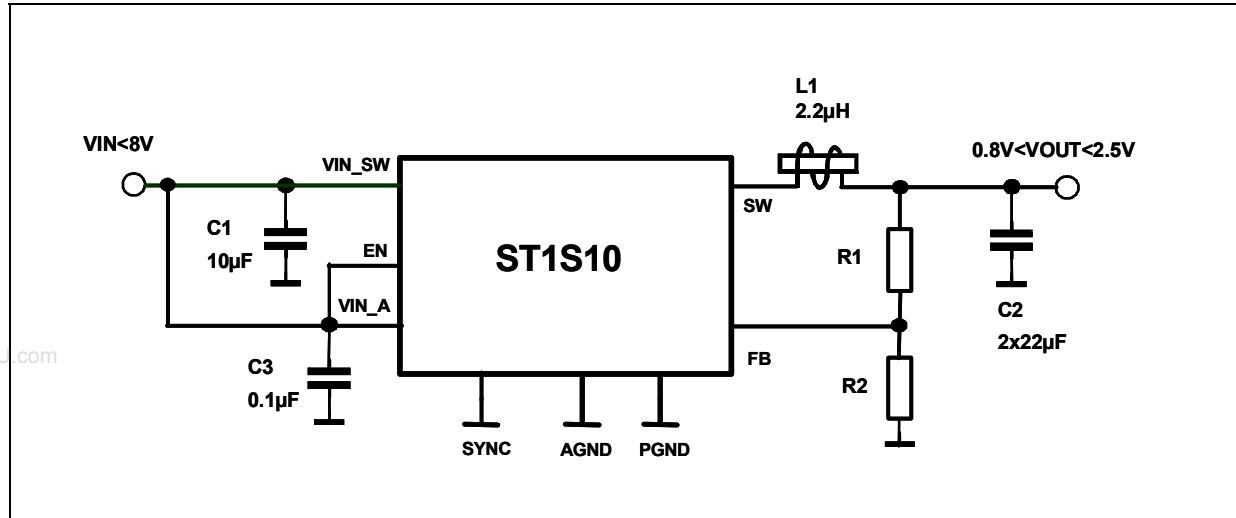 L1
2.2µH
VIN<8V
0.8V<VOUT<2.5V
VIN_SW
SW
C1
10µF
EN
ST1S10
R1
VIN_A
C2
2x22µF
J.com
FB
C3
0.1µF
R2
SYNC
AGND
PGND